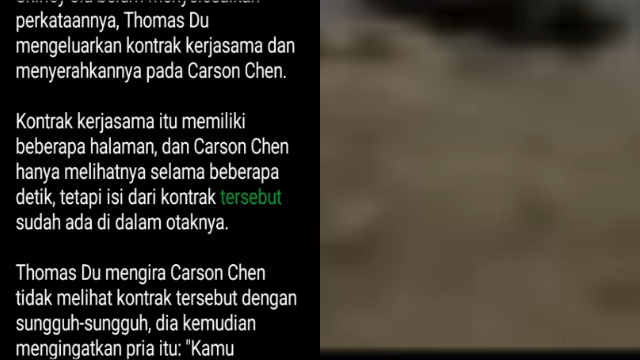 perkataannya, Thomas Du
mengeluarkan kontrak kerjasama dan
menyerahkannya pada Carson Chen.
Kontrak kerjasama itu memiliki
beberapa halaman, dan Carson Chen
hanya melihatnya selama beberapa
detik, tetapi isi dari kontrak tersebut
sudah ada di dalam otaknya.
Thomas Du mengira Carson Chen
tidak melihat kontrak tersebut dengan
sungguh-sungguh, dia kemudian
mengingatkan pria itu: "Kamu